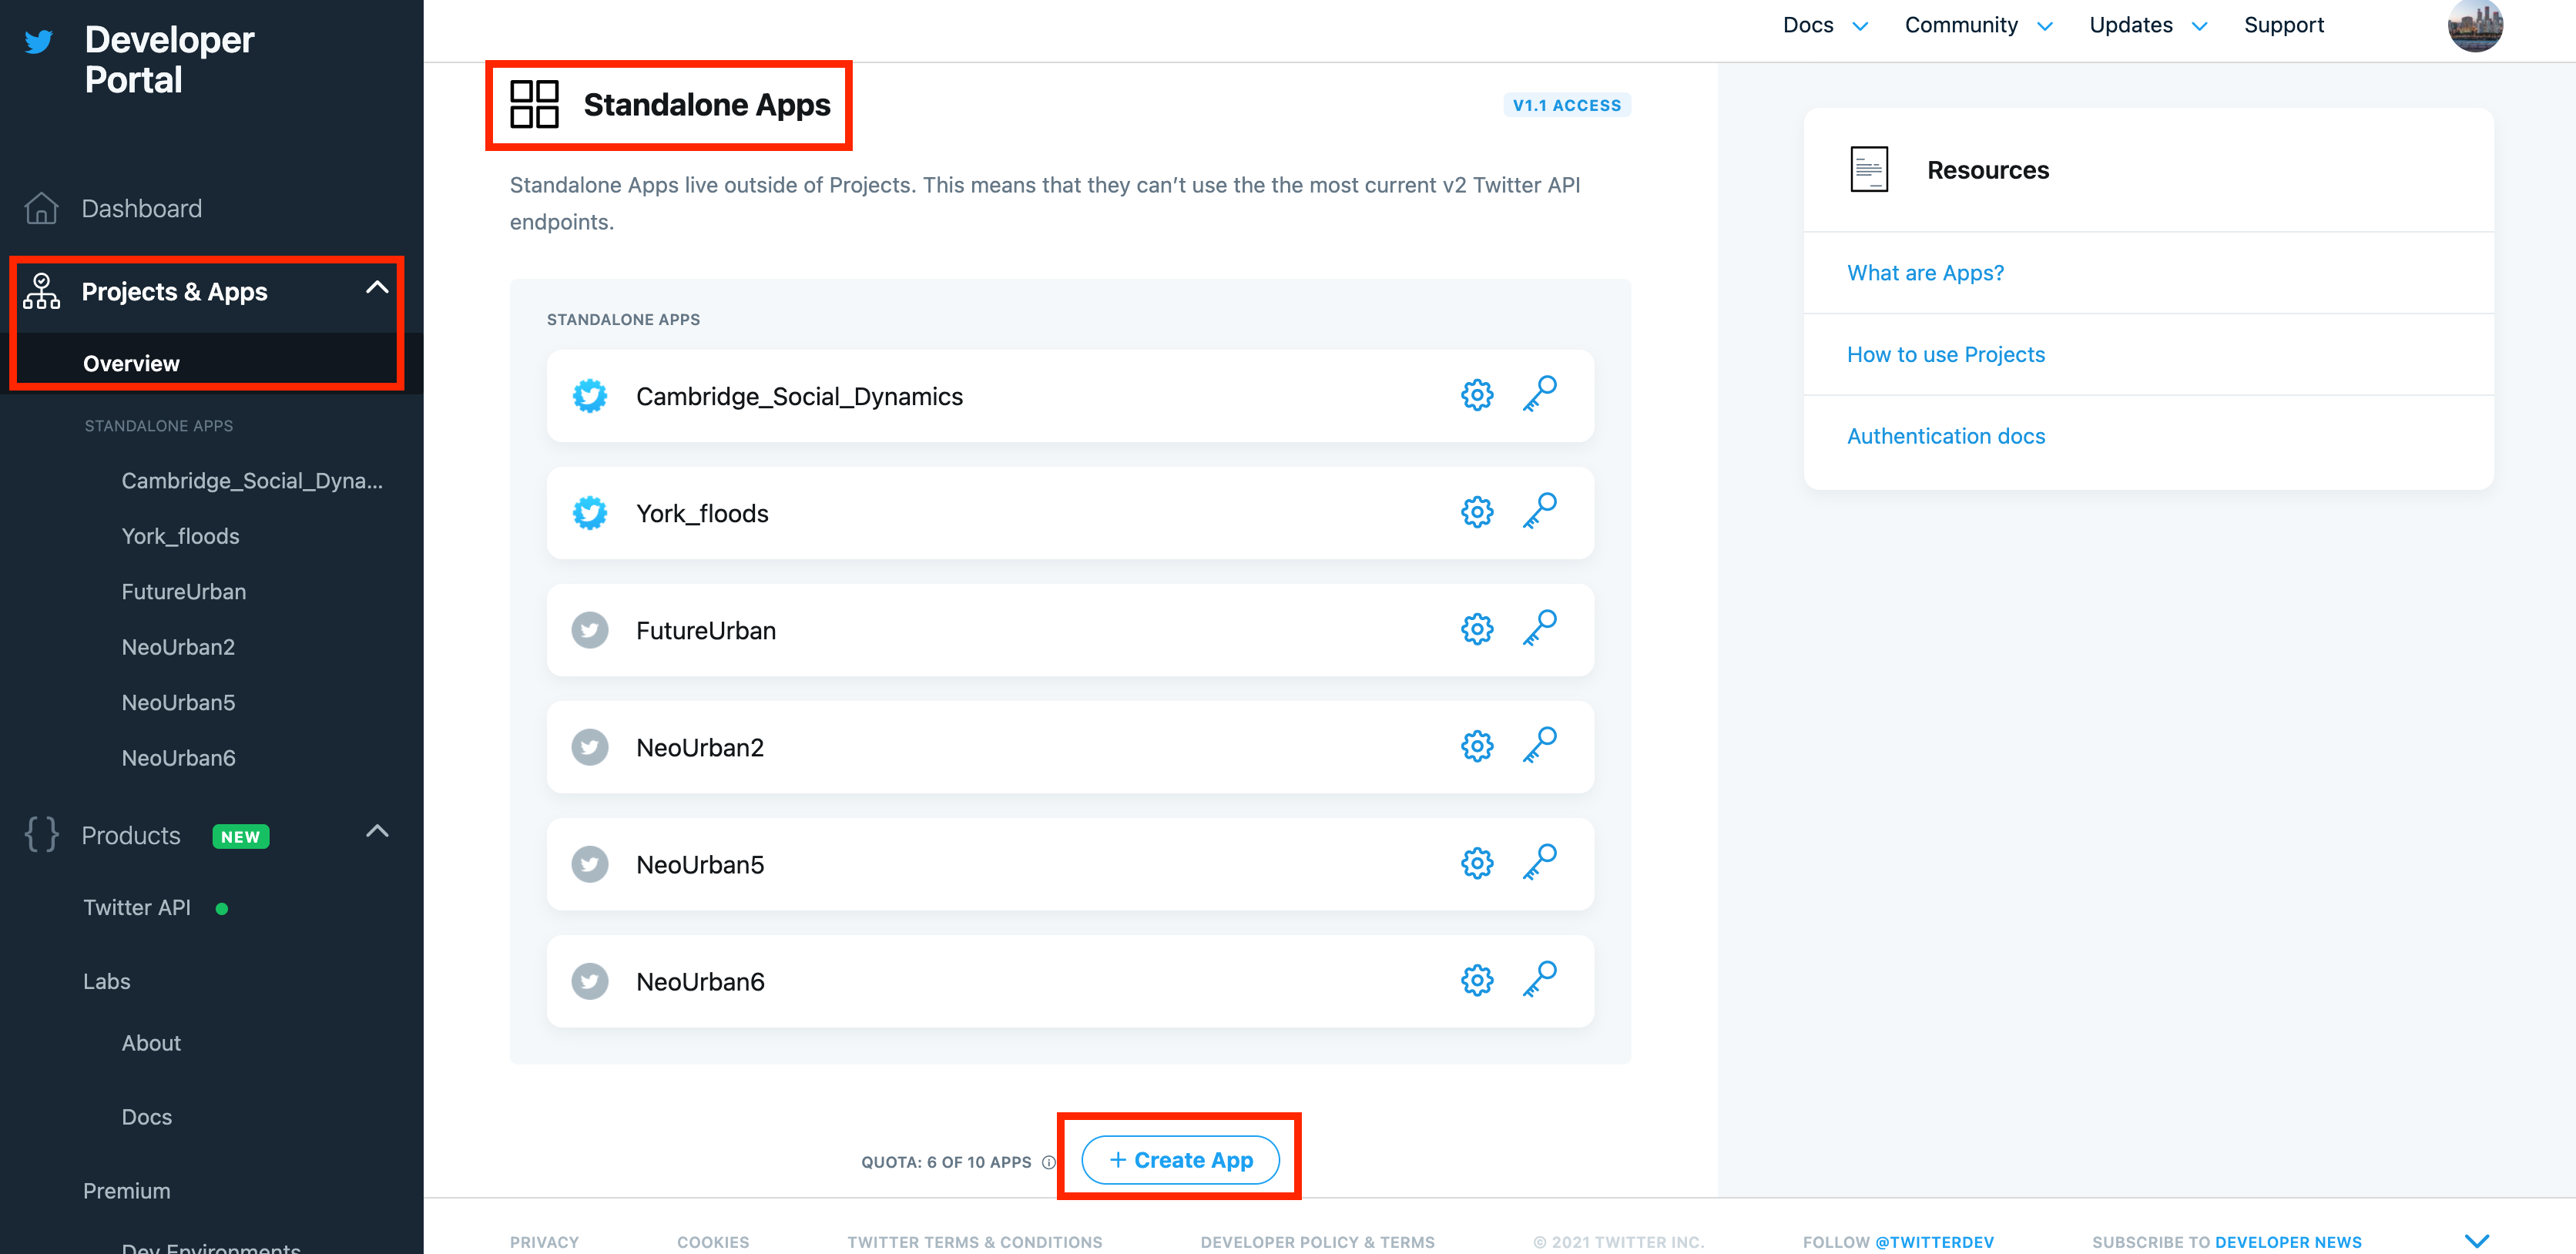 Developer
Portal
Dashboard
Projects & Apps
Overview
STANDALONE APPS
Cambridge_Social_Dyna...
York_floods
FutureUrban
NeoUrban2
NeoUrban5
NeoUrban6
Products NEW
Twitter API
Labs
About
Docs
Premium
Dev Environments
Docs Community Updates Support
Standalone Apps V1.1 ACCESS
Standalone Apps live outside of Projects. This means that they can’t use the the most current v2 Twitter API
endpoints.
STANDALONE APPS
Cambridge_Social_Dynamics
York_floods
FutureUrban
NeoUrban2
NeoUrban5
NeoUrban6
QUOTA: 6 OF 10 APPS + Create App
Resources
What are Apps?
How to use Projects
Authentication docs
PRIVACY COOKIES TWITTER TERMS & CONDITIONS DEVELOPER POLICY & TERMS © 2021 TWITTER INC. FOLLOW @TWITTERDEV SUBSCRIBE TO DEVELOPER NEWS